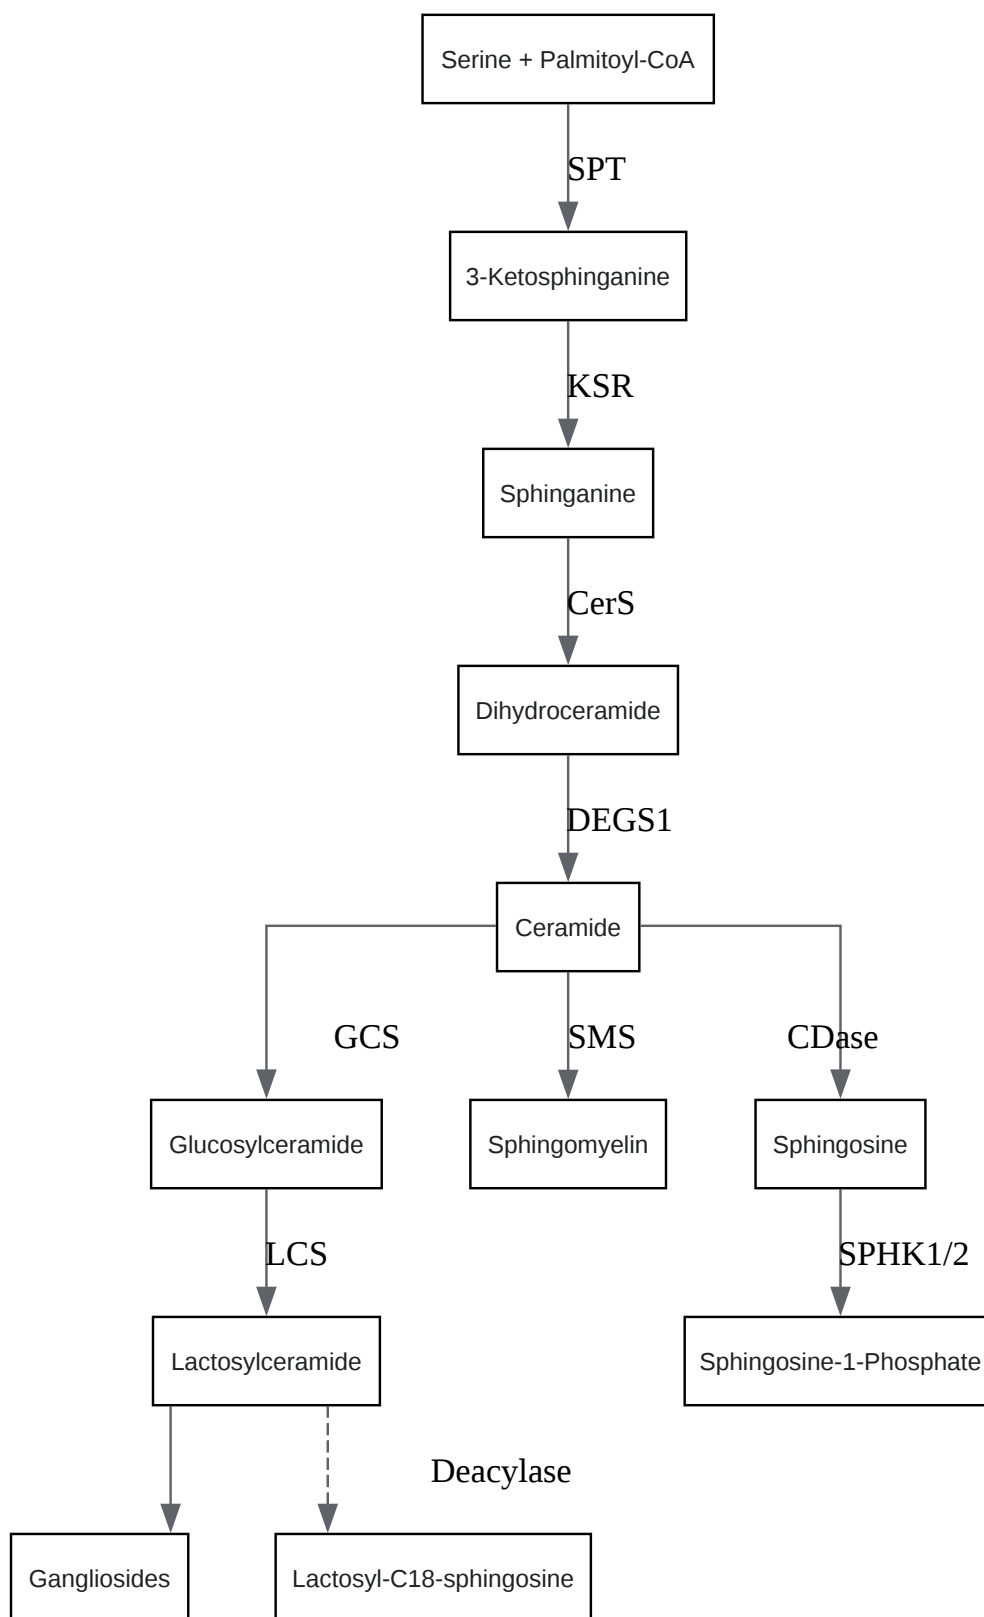 Serine + Palmitoyl-CoA
SPT
3-Ketosphinganine
KSR
Sphinganine
CerS
Dihydroceramide
DEGS1
Ceramide
GCS
SMS
CDase
Glucosylceramide
Sphingomyelin
Sphingosine
LCS
SPHK1/2
Lactosylceramide
Sphingosine-1-Phosphate
Deacylase
Gangliosides
Lactosyl-C18-sphingosine